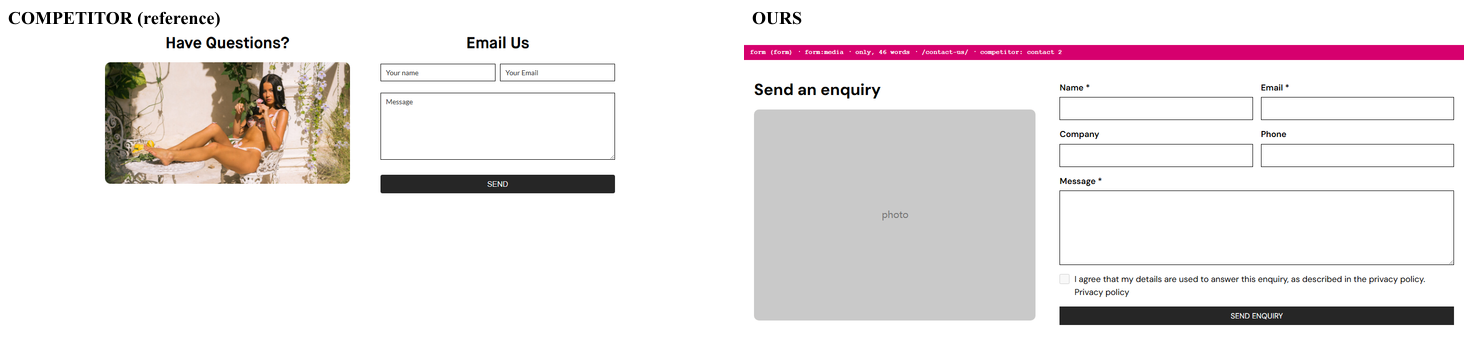 COMPETITOR (reference)
Have Questions?
Email Us
Your name
Your Email
Message
SEND
OURS
form (form) · form:media · only, 46 words · /contact-us/ · competitor: contact 2
Send an enquiry
photo
Name *
Email *
Company
Phone
Message *
I agree that my details are used to answer this enquiry, as described in the privacy policy.
Privacy policy
SEND ENQUIRY